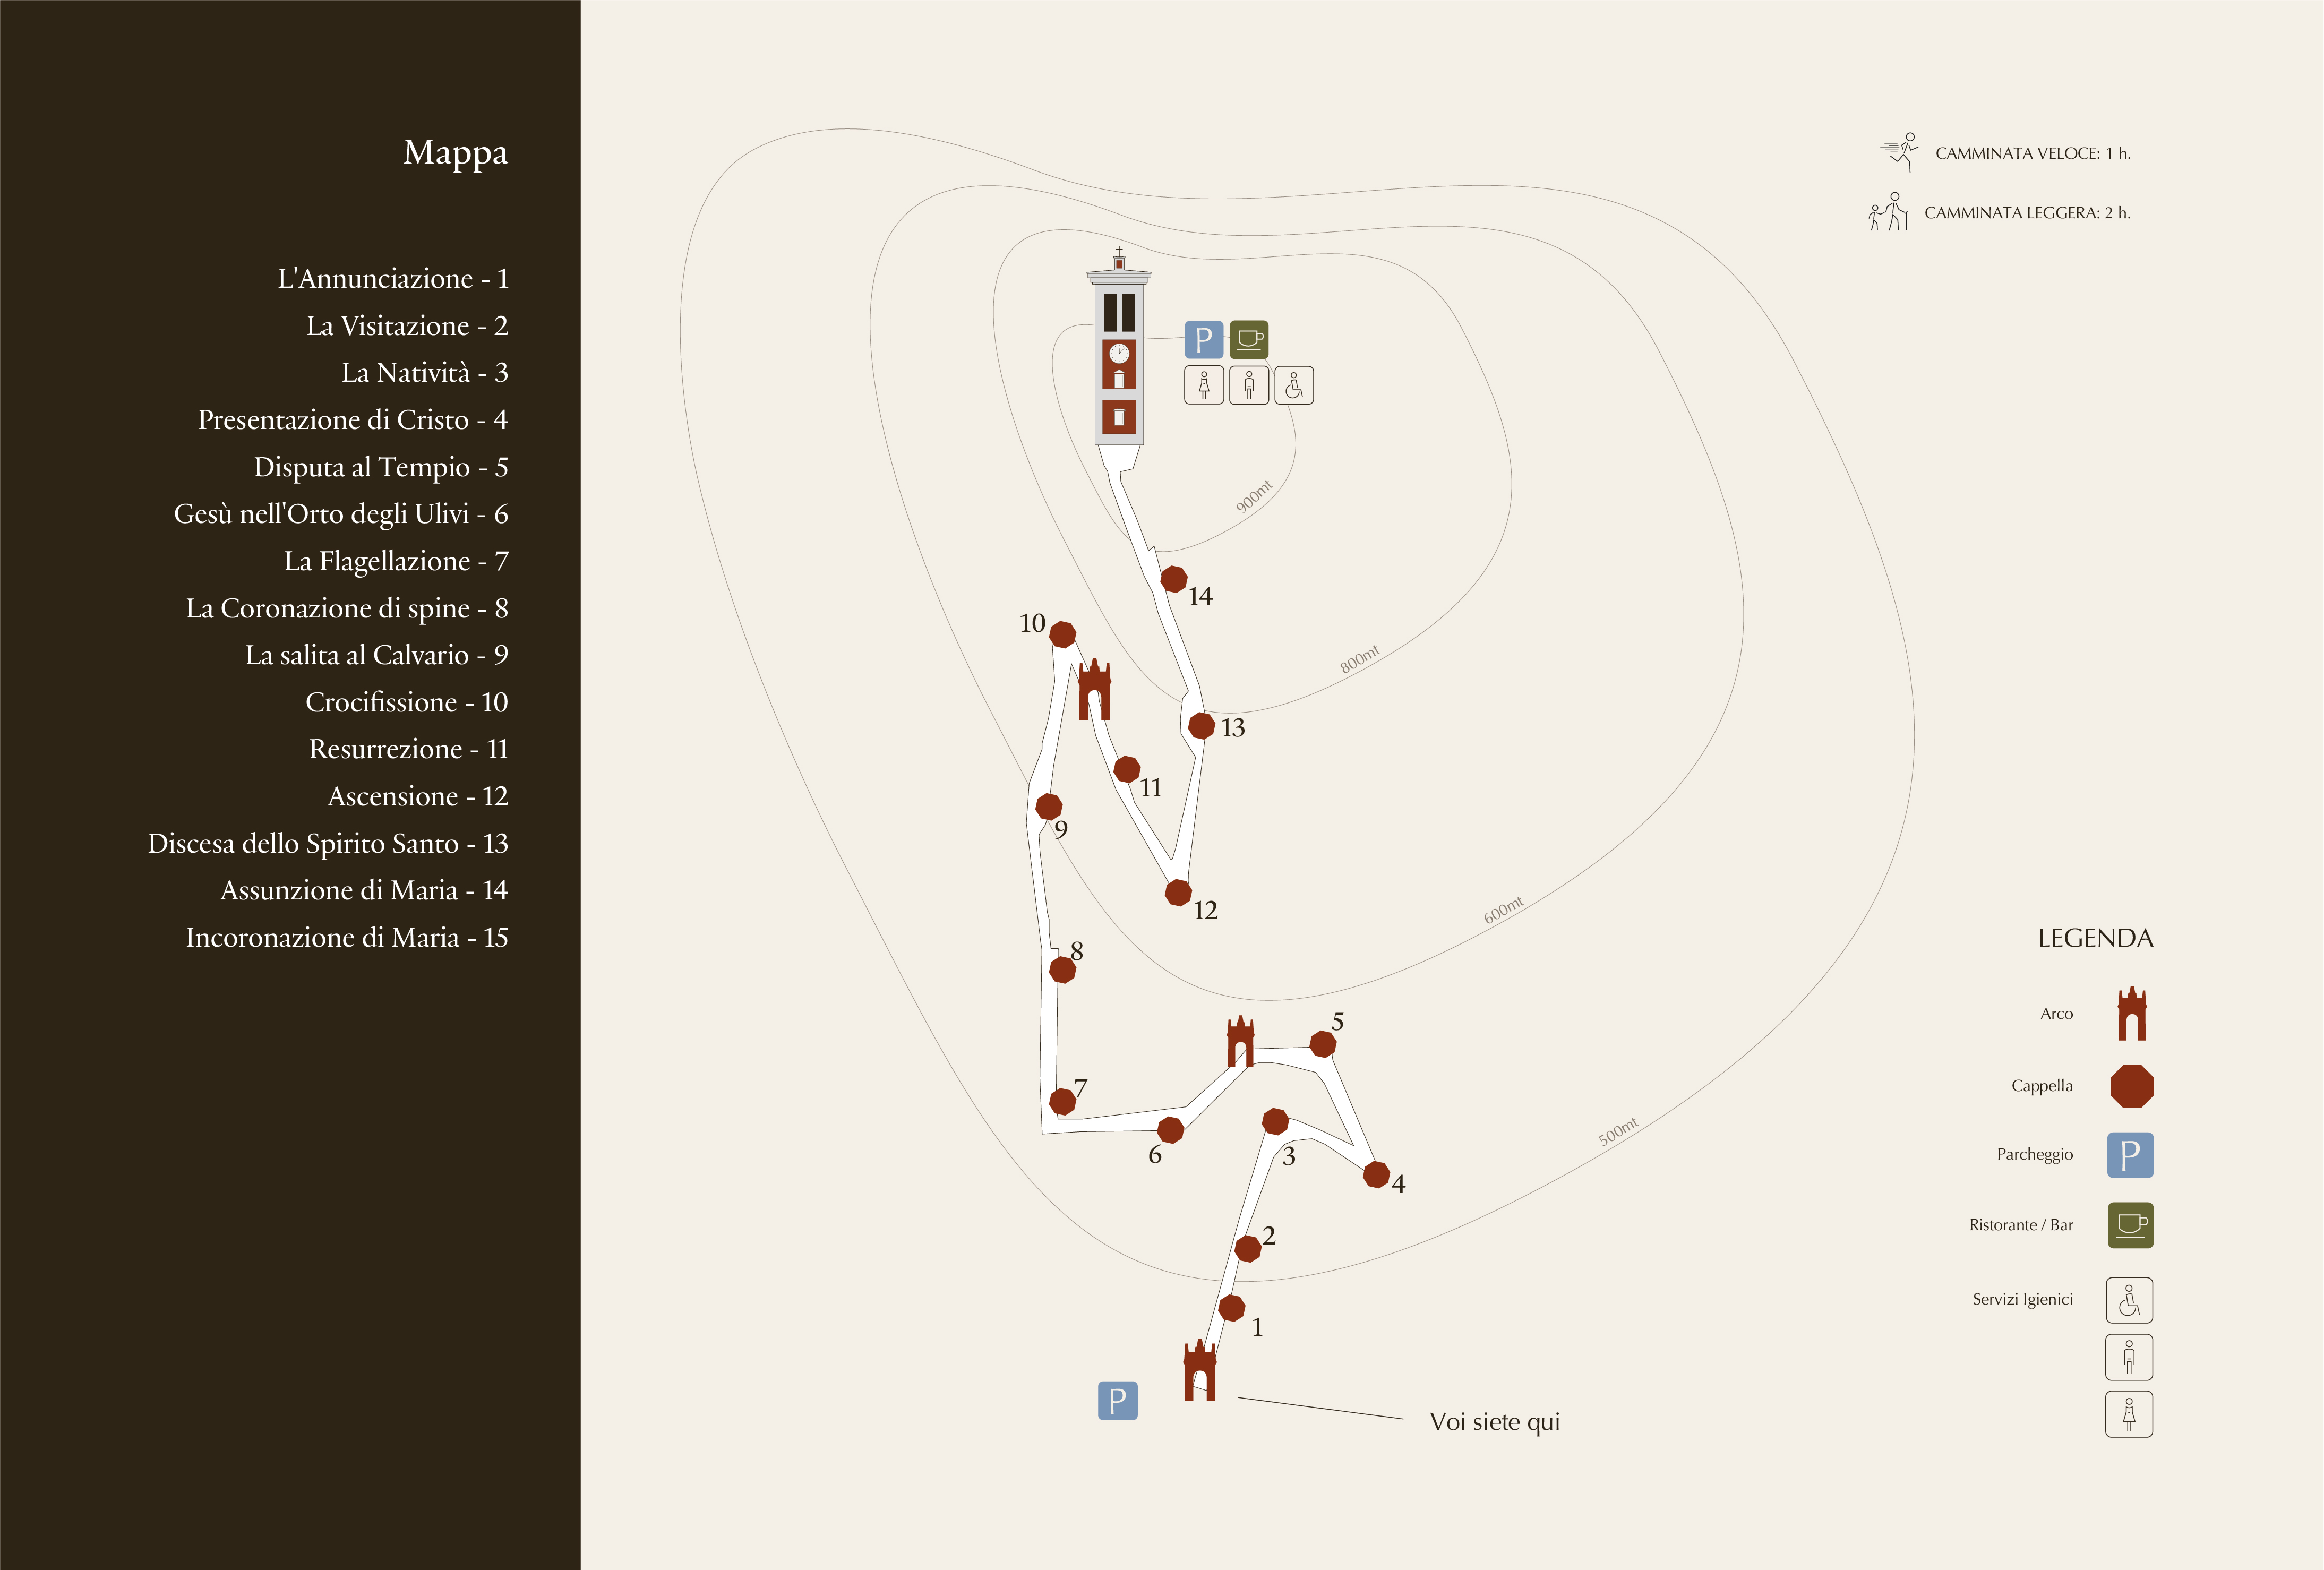 Mappa
L'Annunciazione - 1
La Visitazione - 2
La Natività - 3
Presentazione di Cristo - 4
Disputa al Tempio - 5
Gesù nell'Orto degli Ulivi - 6
La Flagellazione - 7
La Coronazione di spine - 8
La salita al Calvario - 9
Crocifissione - 10
Resurrezione - 11
Ascensione - 12
Discesa dello Spirito Santo - 13
Assunzione di Maria - 14
Incoronazione di Maria - 15
CAMMINATA VELOCE: 1 h.
CAMMINATA LEGGERA: 2 h.
P
900mt
14
10
800mt
13
11
9
12
600mt
8
5
7
6
3
4
500mt
2
1
P
Voi siete qui
LEGENDA
Arco
Cappella
Parcheggio P
Ristorante / Bar
Servizi Igienici